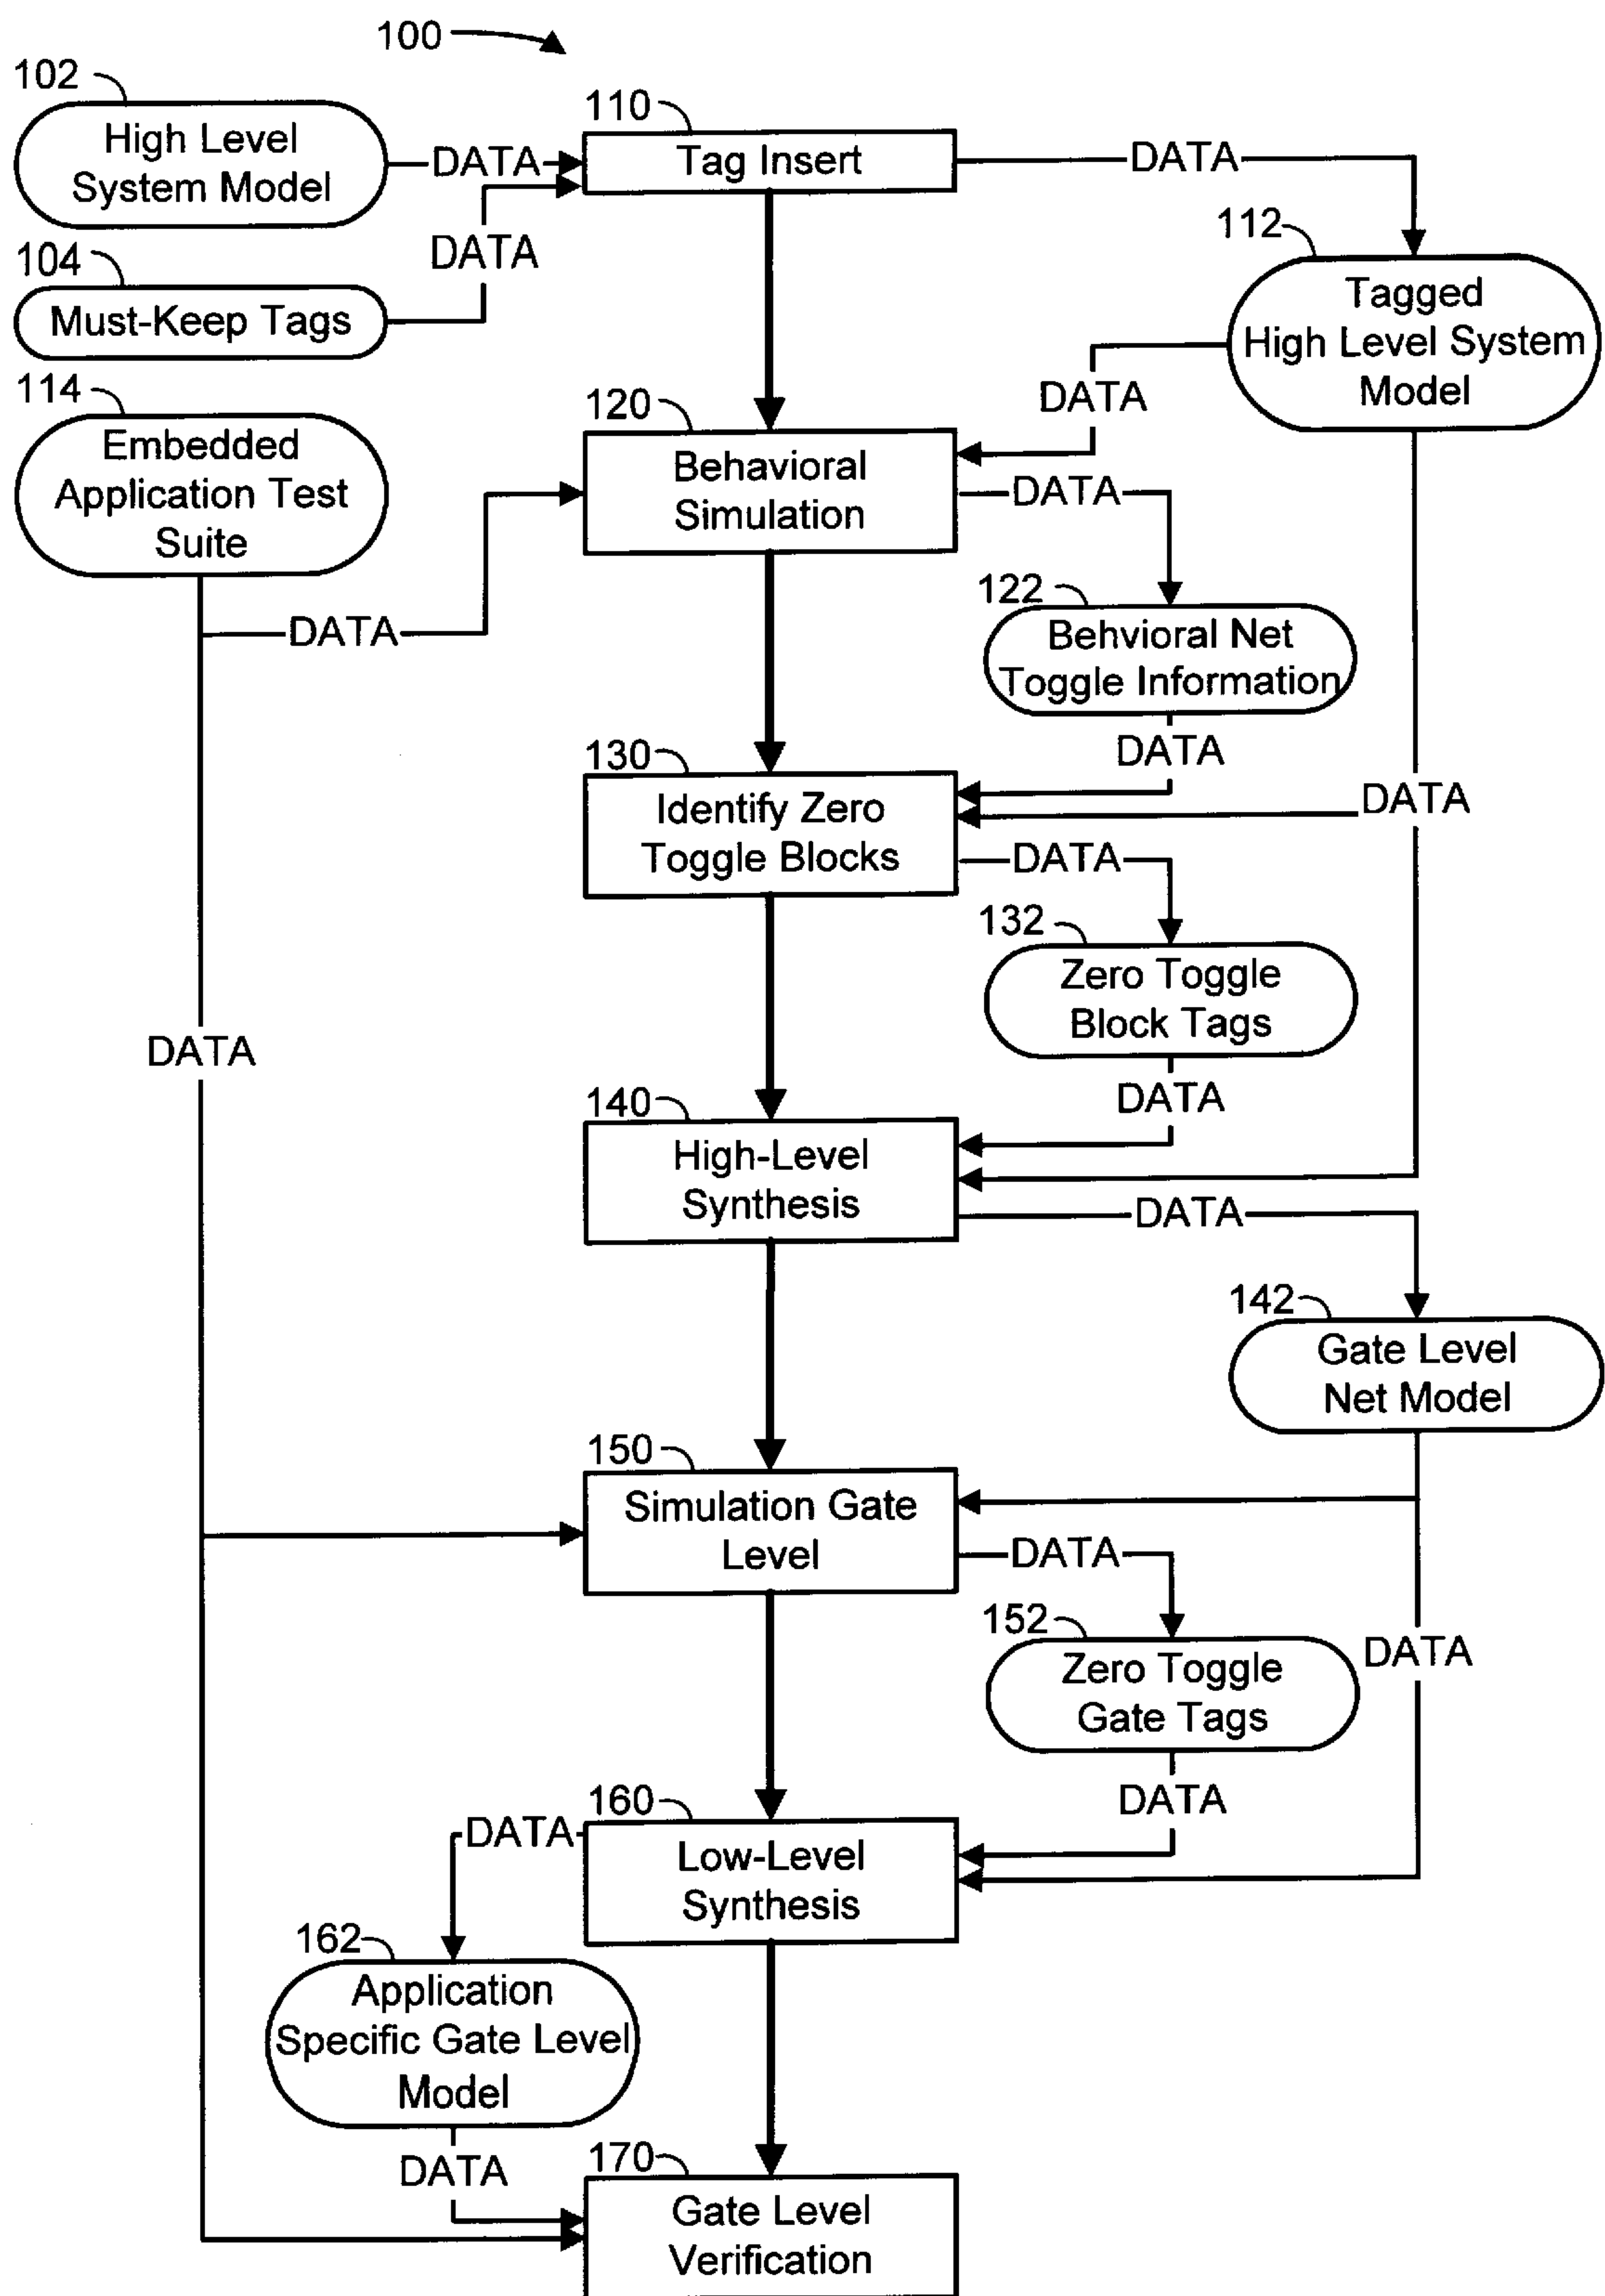 100
102
High Level
System Model
DATA
110
Tag Insert
DATA
104
Must-Keep Tags
DATA
112
Tagged
High Level System
Model
DATA
114
Embedded
Application Test
Suite
DATA
120
Behavioral
Simulation
DATA
122
Behvioral Net
Toggle Information
DATA
DATA
130
Identify Zero
Toggle Blocks
DATA
132
Zero Toggle
Block Tags
DATA
DATA
140
High-Level
Synthesis
DATA
142
Gate Level
Net Model
150
Simulation Gate
Level
DATA
152
Zero Toggle
Gate Tags
DATA
DATA
160
Low-Level
Synthesis
DATA
162
Application
Specific Gate Level
Model
DATA
170
Gate Level
Verification